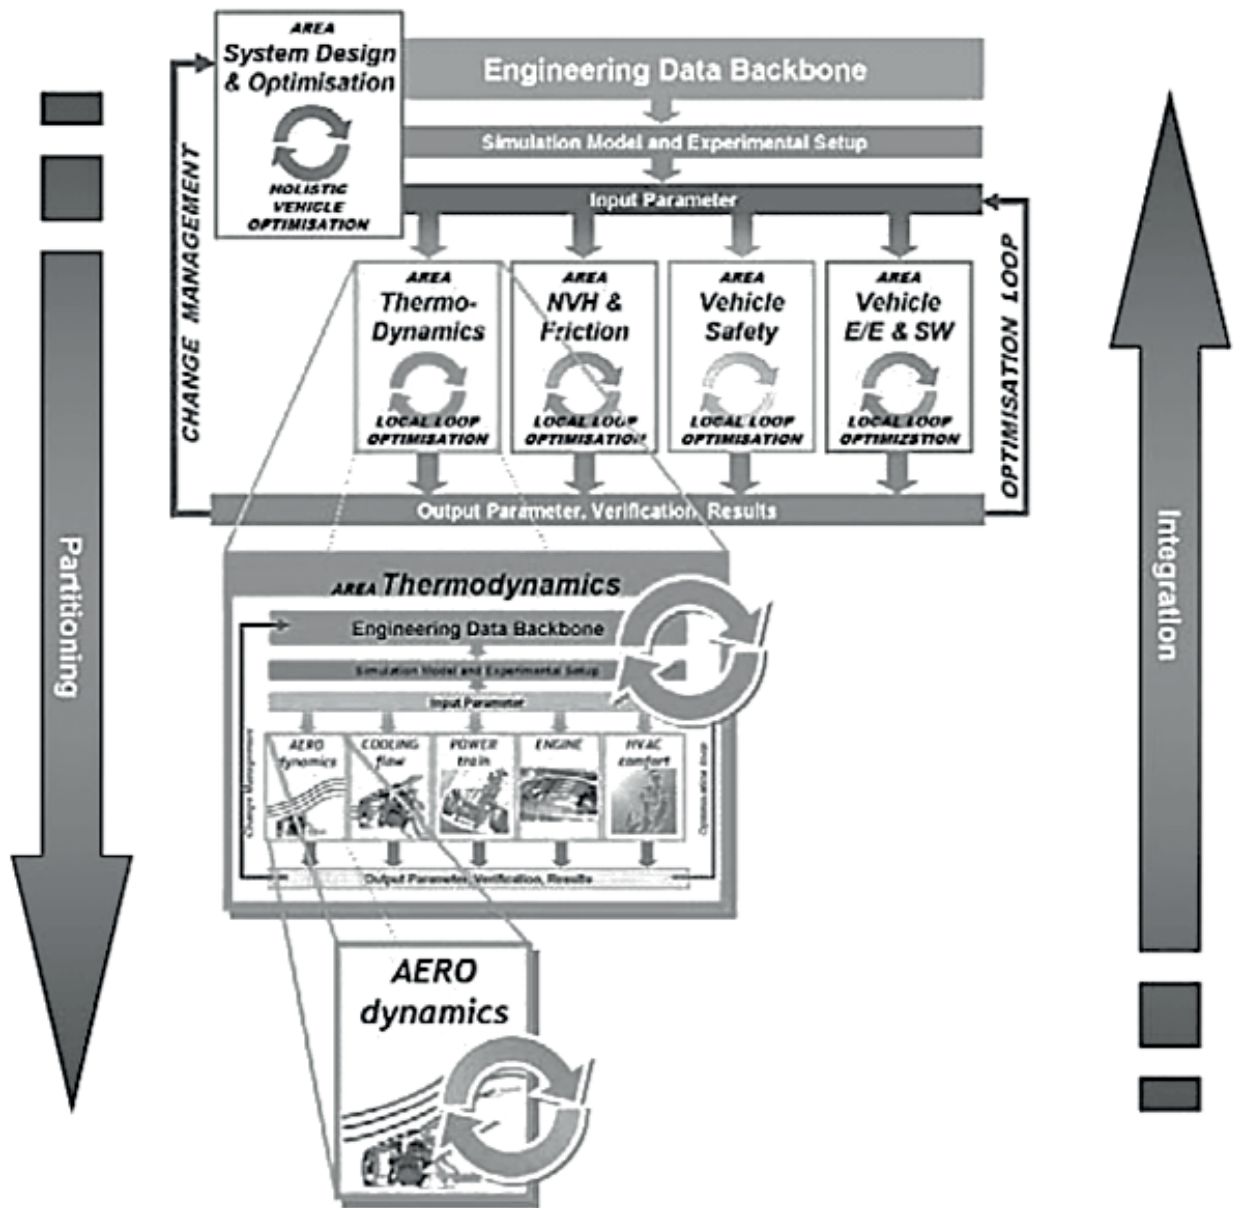 AREA
System Design
& Optimisation
HOLISTIC
VEHICLE
OPTIMISATION
Engineering Data Backbone
Simulation Model and Experimental Setup
Input Parameter
CHANGE MANAGEMENT
OPTIMISATION LOOP
AREA
Thermo-
Dynamics
LOCAL LOOP
OPTIMISATION
AREA
NVH &
Friction
LOCAL LOOP
OPTIMISATION
AREA
Vehicle
Safety
LOCAL LOOP
OPTIMISATION
AREA
Vehicle
E/E & SW
LOCAL LOOP
OPTIMIZSTION
Output Parameter, Verification, Results
Partitioning
Integration
AREA Thermodynamics
Engineering Data Backbone
Simulation Model and Experimental Setup
Input Parameter
Change Management
Optimisation loop
AERO
dynamics
COOLING
flow
POWER
train
ENGINE
HVAC
comfort
Output Parameter, Verification, Results
AERO
dynamics